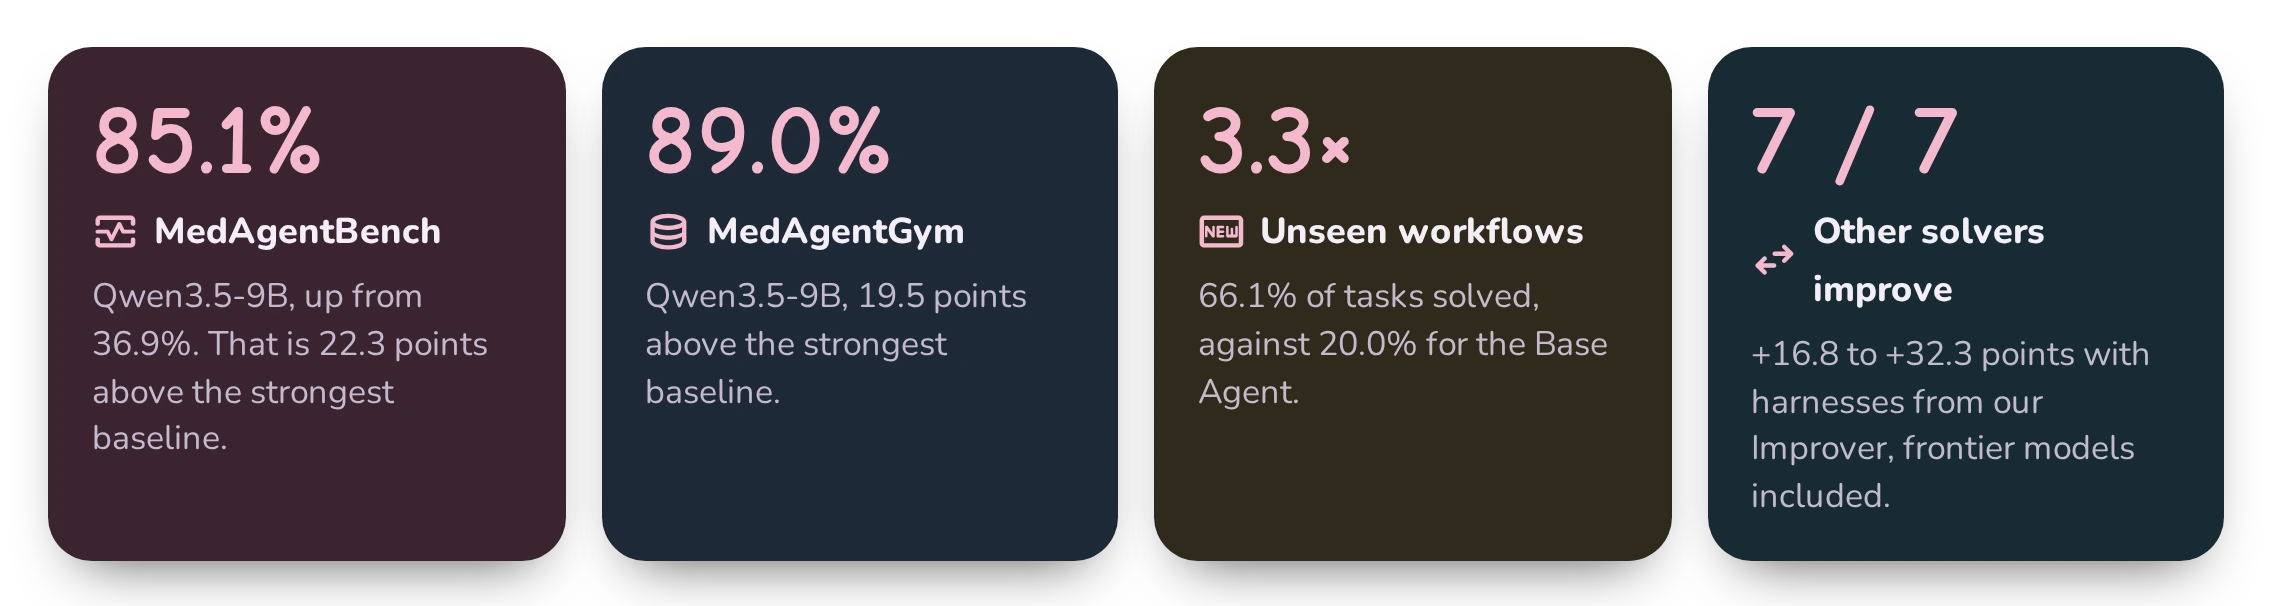 85.1%
MedAgentBench
Qwen3.5-9B, up from
36.9%. That is 22.3 points
above the strongest
baseline.
89.0%
MedAgentGym
Qwen3.5-9B, 19.5 points
above the strongest
baseline.
3.3×
NEW Unseen workflows
66.1% of tasks solved,
against 20.0% for the Base
Agent.
7 / 7
Other solvers
improve
+16.8 to +32.3 points with
harnesses from our
Improver, frontier models
included.